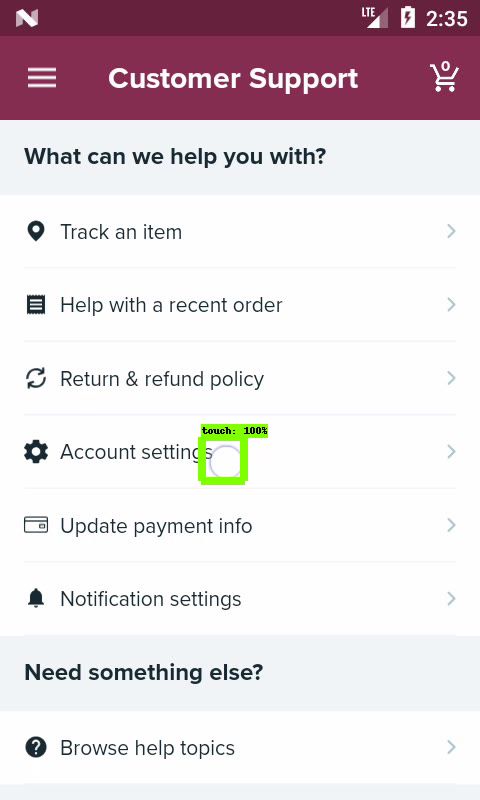 LTE 2:35
Customer Support
0
What can we help you with?
Track an item
Help with a recent order
Return & refund policy
touch: 100%
Account settings
Update payment info
Notification settings
Need something else?
Browse help topics